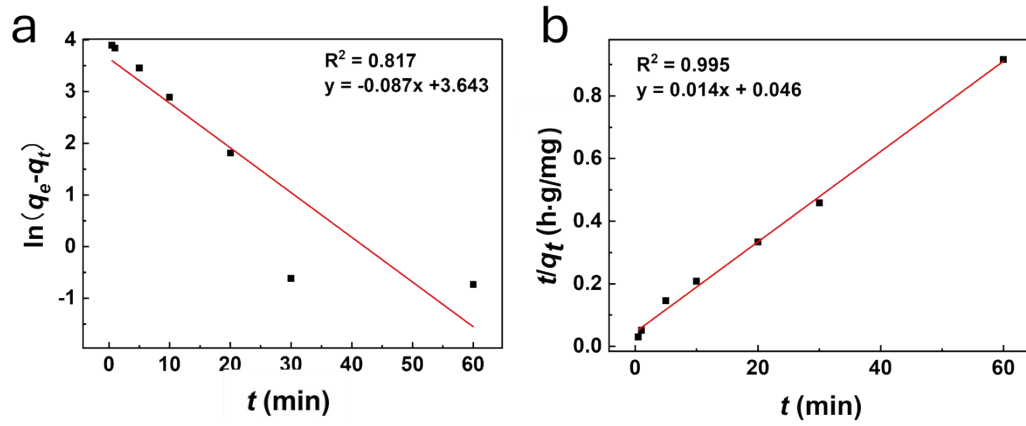 a
R² = 0.817
y = -0.087x +3.643
ln（qe-qt）
4
3
2
1
0
-1
0 10 20 30 40 50 60
t (min)
b
R² = 0.995
y = 0.014x + 0.046
t/qt (h·g/mg)
0.8
0.6
0.4
0.2
0.0
0 20 40 60
t (min)